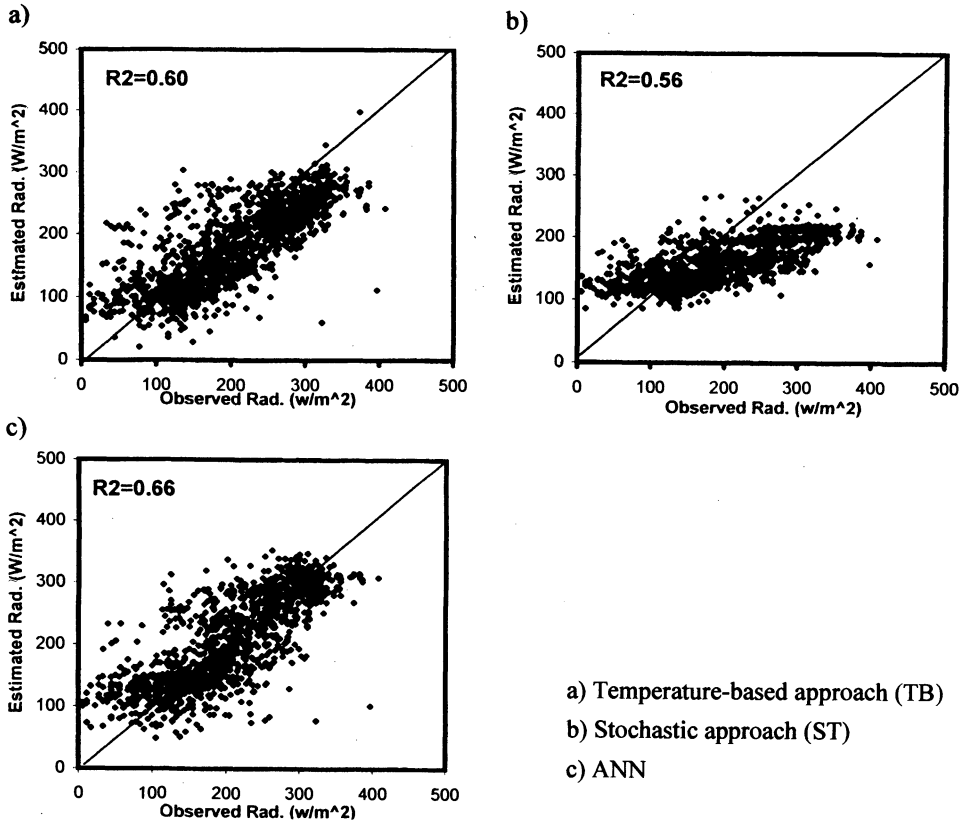 a)
R2=0.60
Estimated Rad. (W/m^2)
500
400
300
200
100
0
0 100 200 300 400 500
Observed Rad. (w/m^2)
b)
R2=0.56
Estimated Rad. (W/m^2)
500
400
300
200
100
0
0 100 200 300 400 500
Observed Rad. (w/m^2)
c)
R2=0.66
Estimated Rad. (W/m^2)
500
400
300
200
100
0
0 100 200 300 400 500
Observed Rad. (w/m^2)
a) Temperature-based approach (TB)
b) Stochastic approach (ST)
c) ANN